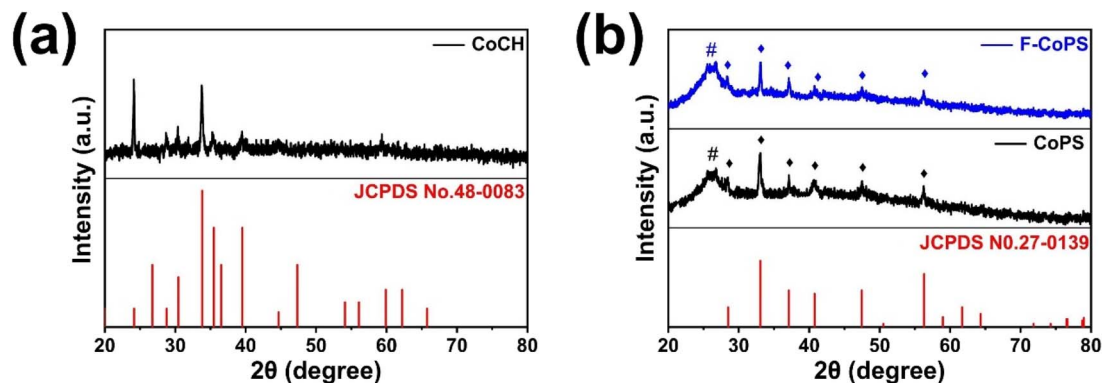 (a)
CoCH
JCPDS No.48-0083
Intensity (a.u.)
20 30 40 50 60 70 80
2θ (degree)
(b)
#
F-CoPS
#
CoPS
JCPDS N0.27-0139
Intensity (a.u.)
20 30 40 50 60 70 80
2θ (degree)